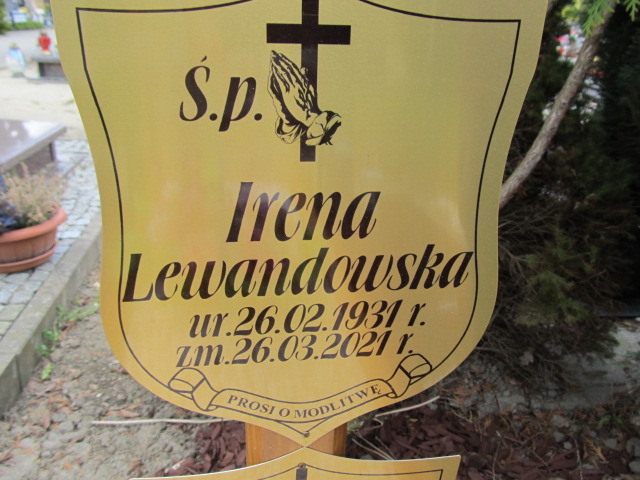 Ś.p.
Irena
Lewandowska
ur.26.02.1931 r.
zm.26.03.2021 r.
PROSI O MODLITWĘ